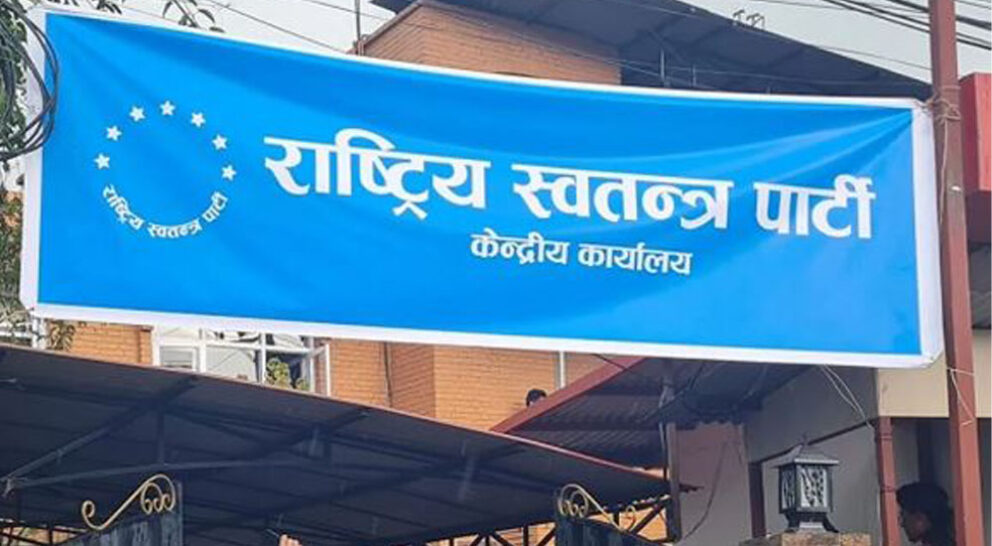 राष्ट्रिय स्वतन्त्र पार्टी
राष्ट्रिय स्वतन्त्र पार्टी
केन्द्रीय कार्यालय